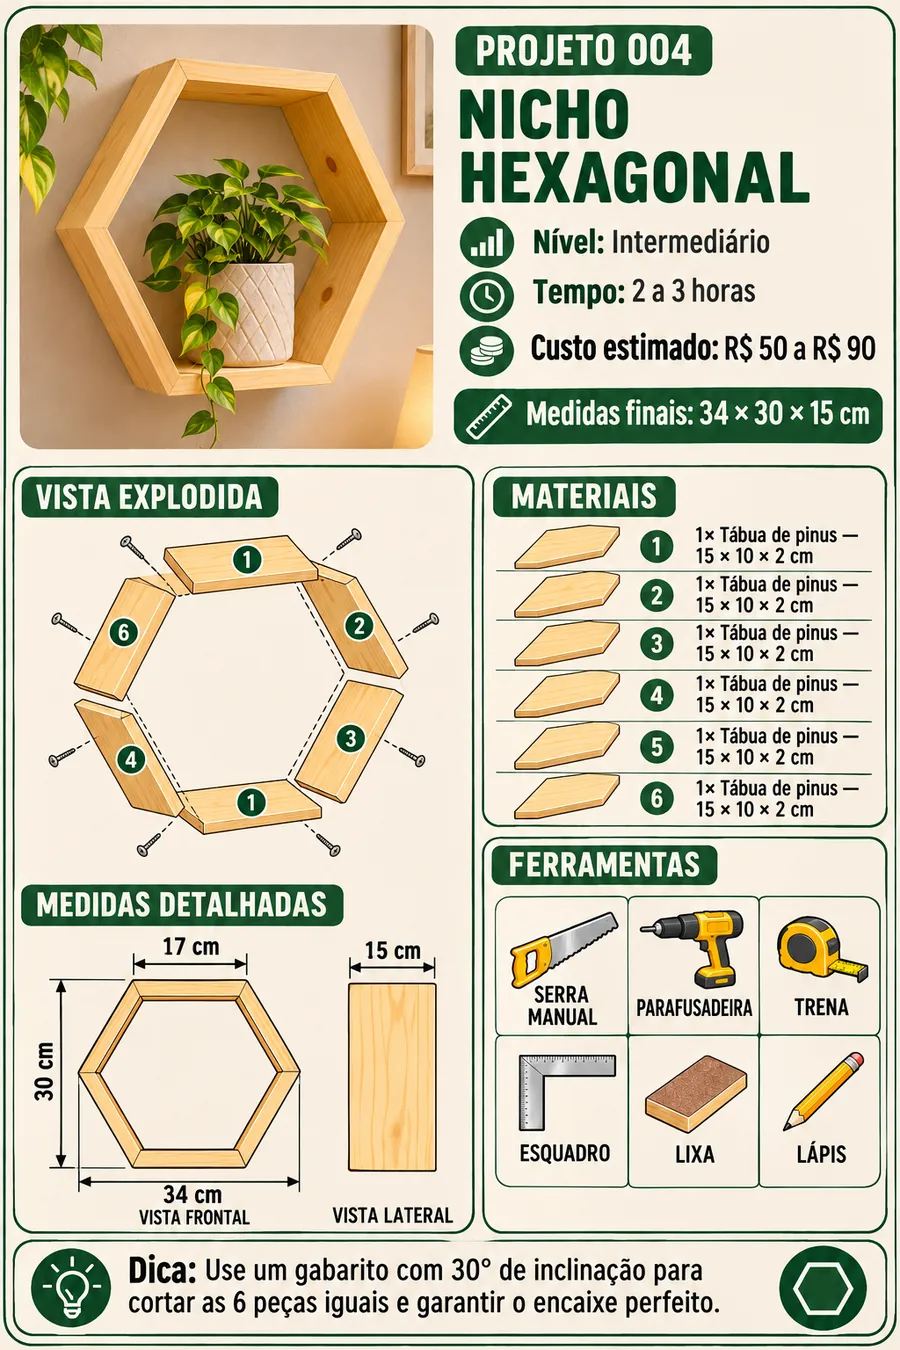 PROJETO 004
NICHO
HEXAGONAL
Nível: Intermediário
Tempo: 2 a 3 horas
Custo estimado: R$ 50 a R$ 90
Medidas finais: 34 × 30 × 15 cm
VISTA EXPLODIDA
1
6
2
4
3
1
MEDIDAS DETALHADAS
17 cm
15 cm
30 cm
34 cm
VISTA FRONTAL
VISTA LATERAL
MATERIAIS
1
1× Tábua de pinus —
15 × 10 × 2 cm
2
1× Tábua de pinus —
15 × 10 × 2 cm
3
1× Tábua de pinus —
15 × 10 × 2 cm
4
1× Tábua de pinus —
15 × 10 × 2 cm
5
1× Tábua de pinus —
15 × 10 × 2 cm
6
1× Tábua de pinus —
15 × 10 × 2 cm
FERRAMENTAS
SERRA
MANUAL
PARAFUSADEIRA
TRENA
ESQUADRO
LIXA
LÁPIS
Dica: Use um gabarito com 30° de inclinação para
cortar as 6 peças iguais e garantir o encaixe perfeito.